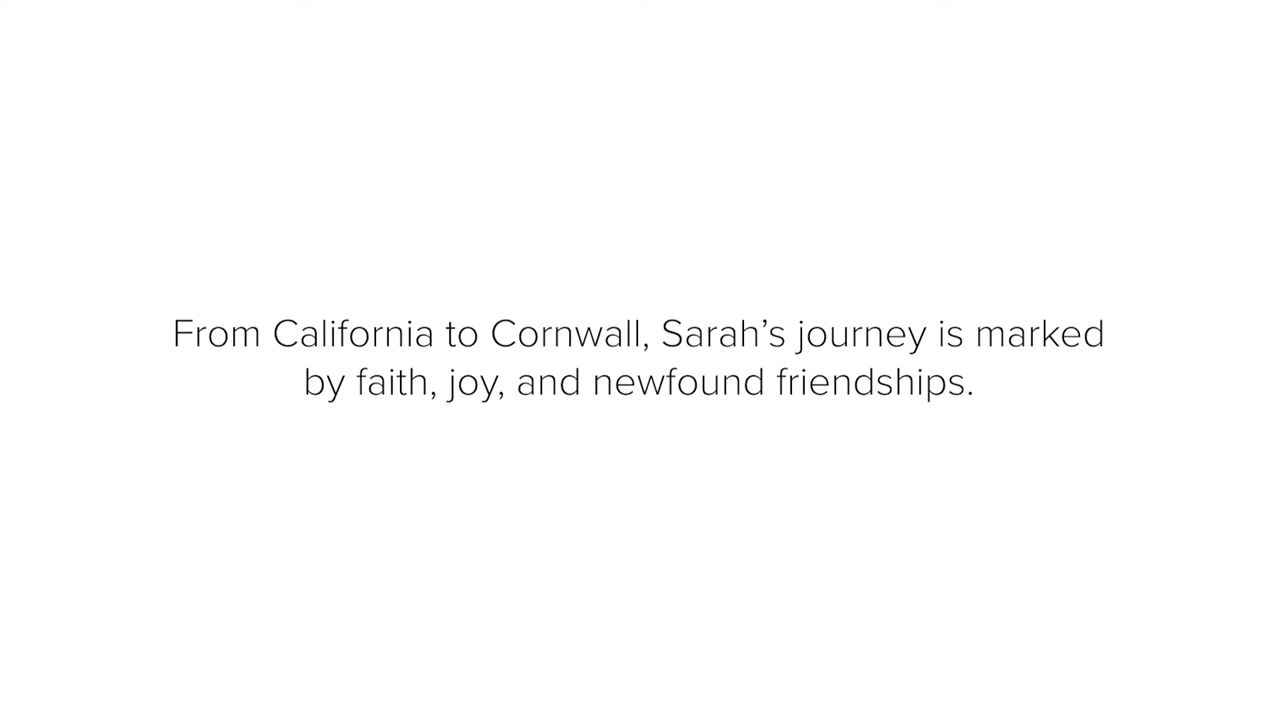 From California to Cornwall, Sarah’s journey is marked
by faith, joy, and newfound friendships.